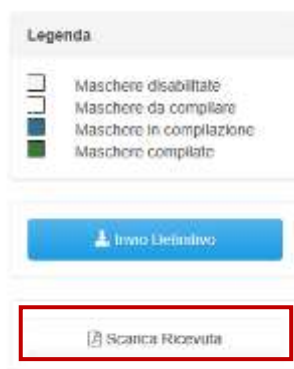 Legenda
Maschere disabilitate
Maschere da compilare
Maschere in compilazione
Maschere compilate
Invio Definitivo
Scarica Ricevuta